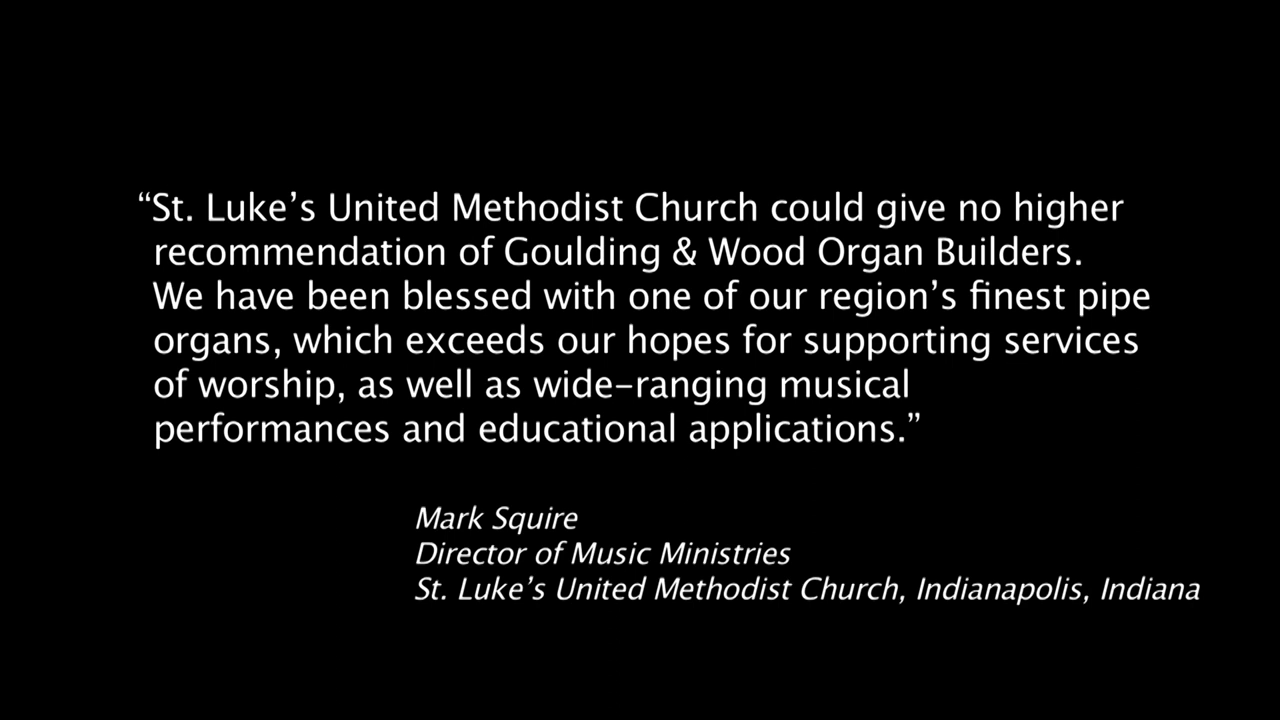 “St. Luke’s United Methodist Church could give no higher
recommendation of Goulding & Wood Organ Builders.
We have been blessed with one of our region’s finest pipe
organs, which exceeds our hopes for supporting services
of worship, as well as wide–ranging musical
performances and educational applications.”
Mark Squire
Director of Music Ministries
St. Luke’s United Methodist Church, Indianapolis, Indiana